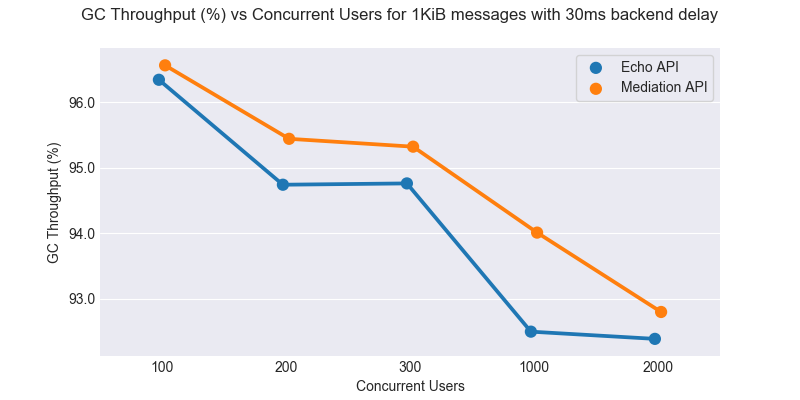 GC Throughput (%) vs Concurrent Users for 1KiB messages with 30ms backend delay
Echo API
Mediation API
96.0
95.0
94.0
93.0
GC Throughput (%)
100 200 300 1000 2000
Concurrent Users